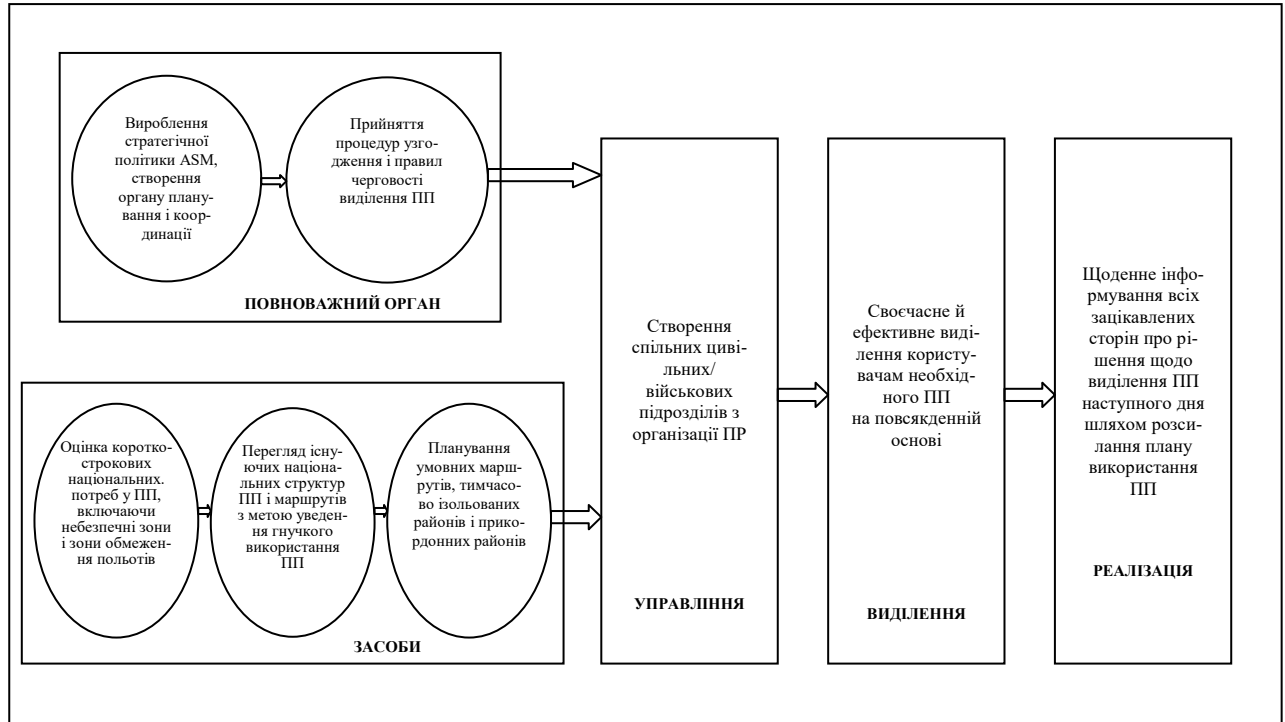 Вироблення
стратегічної
політики ASM,
створення
органу плану-
вання і коор-
динації
Прийняття
процедур узго-
дження і правил
черговості
виділення ПП
ПОВНОВАЖНИЙ ОРГАН
Оцінка коротко-
строкових
національних.
потреб у ПП,
включаючи
небезпечні зони
і зони обмежен-
ня польотів
Перегляд існу-
ючих націона-
льних структур
ПП і маршрутів
з метою уведен-
ня гнучкого
використання
ПП
Планування
умовних марш-
рутів, тимчасо-
во ізольованих
районів і прико-
рдонних районів
ЗАСОБИ
Створення
спільних циві-
льних/
військових
підрозділів з
організації ПР
УПРАВЛІННЯ
Своєчасне й
ефективне виді-
лення користу-
вачам необхід-
ного ПП
на повсякденній
основі
ВИДІЛЕННЯ
Щоденне інфо-
рмування всіх
зацікавлених
сторін про рі-
шення щодо
виділення ПП
наступного дня
шляхом розси-
лання плану
використання
ПП
РЕАЛІЗАЦІЯ